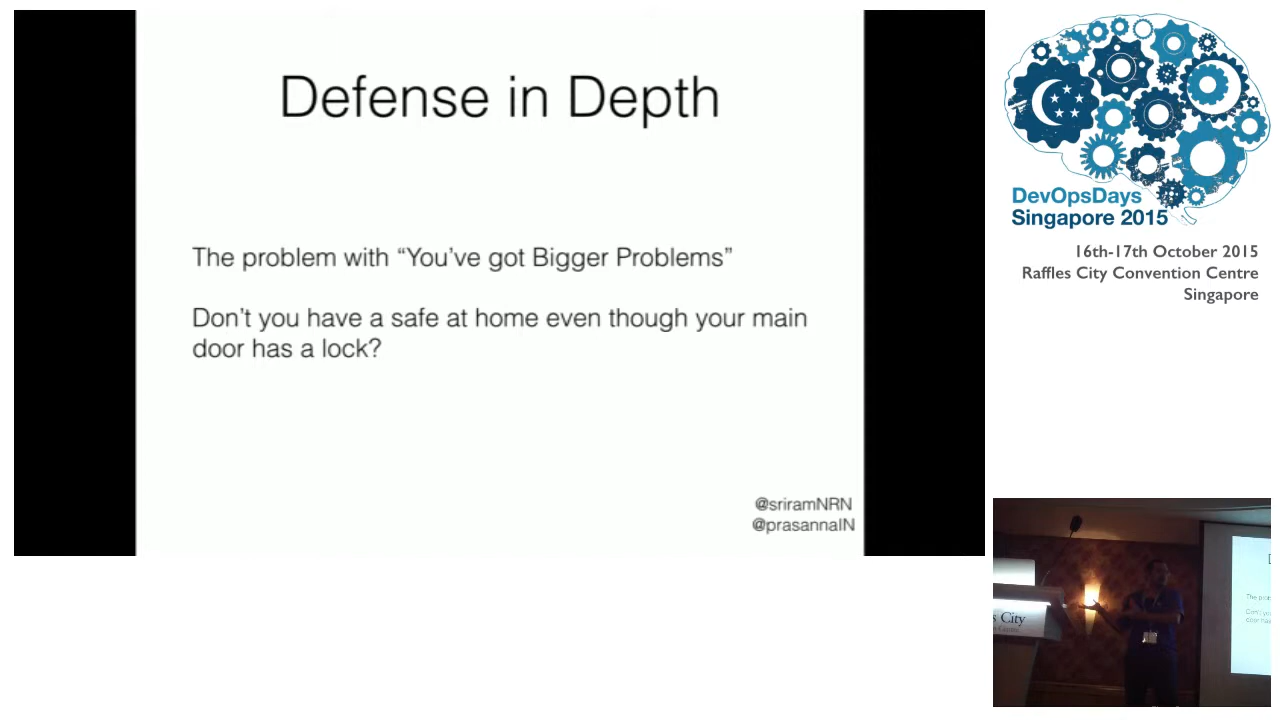 Defense in Depth
The problem with “You’ve got Bigger Problems”
Don’t you have a safe at home even though your main
door has a lock?
@sriramNRN
@prasannaIN
DevOpsDays
Singapore 2015
16th-17th October 2015
Raffles City Convention Centre
Singapore
s City